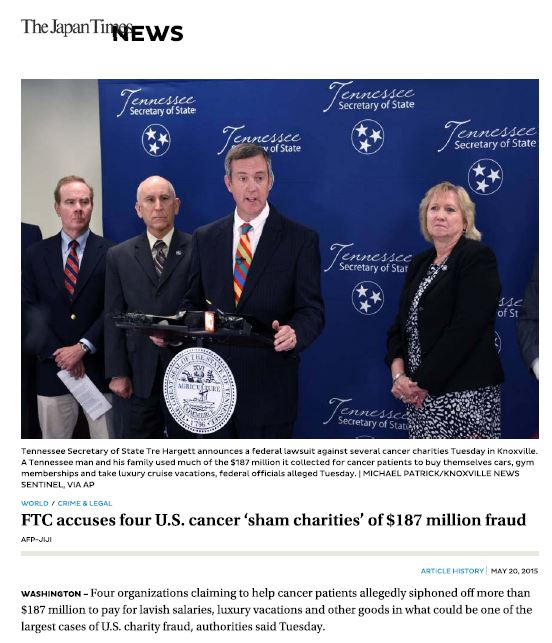 The Japan Times
NEWS
Tennessee
Secretary of State
Tennessee
Secretary of State
Tennessee
of State
Tennessee
Secretary of State
Tennessee
Secretary of Stat
Tennessee
Secretary of Stat
AGRICULTURE
1796
Tennessee Secretary of State Tre Hargett announces a federal lawsuit against several cancer charities Tuesday in Knoxville.
A Tennessee man and his family used much of the $187 million it collected for cancer patients to buy themselves cars, gym
memberships and take luxury cruise vacations, federal officials alleged Tuesday. | MICHAEL PATRICK/KNOXVILLE NEWS
SENTINEL, VIA AP
WORLD / CRIME & LEGAL
FTC accuses four U.S. cancer ‘sham charities’ of $187 million fraud
AFP-JIJI
ARTICLE HISTORY | MAY 20, 2015
WASHINGTON – Four organizations claiming to help cancer patients allegedly siphoned off more than
$187 million to pay for lavish salaries, luxury vacations and other goods in what could be one of the
largest cases of U.S. charity fraud, authorities said Tuesday.